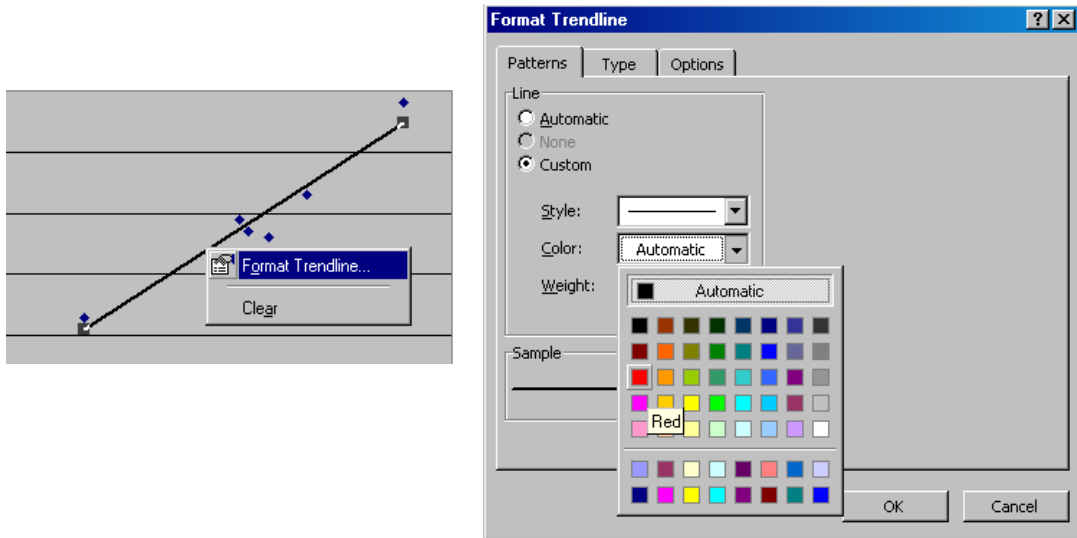 Format Trendline...
Clear
Format Trendline
Patterns Type Options
Line
Automatic
None
Custom
Style:
Color: Automatic
Weight:
Automatic
Sample
Red
OK Cancel